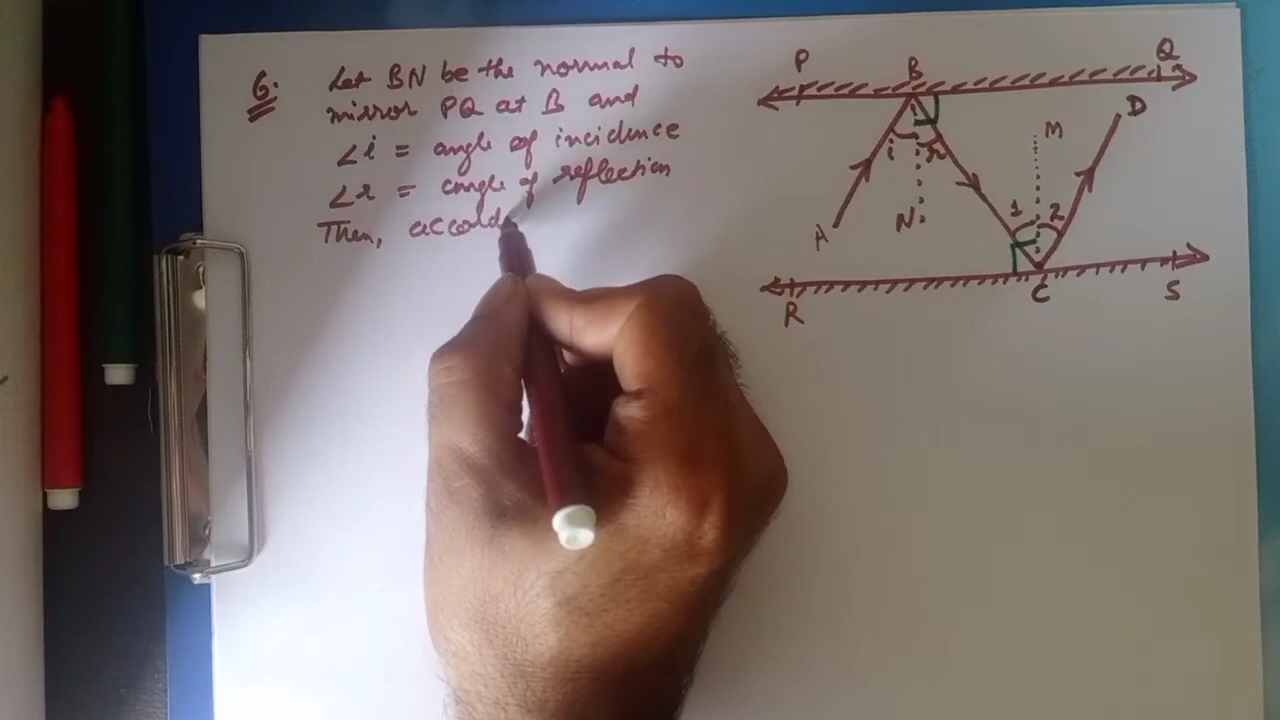 6. Let BN be the normal to
mirror PQ at B and
∠i = angle of incidence
∠r = angle of reflection
Then, accord
P B Q
D
M
i r
A N 1 2
R C S